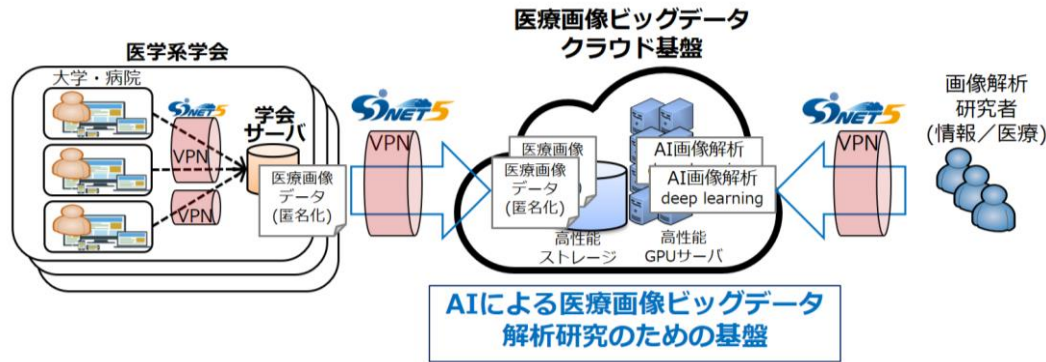 医学系学会
大学・病院
SINET5
VPN
VPN
学会
サーバ
医療画像
データ
(匿名化)
SINET5
VPN
医療画像ビッグデータ
クラウド基盤
医療画像
医療画像
データ
(匿名化)
AI画像解析
AI画像解析
deep learning
高性能
ストレージ
高性能
GPUサーバ
SINET5
VPN
画像解析
研究者
(情報／医療)
AIによる医療画像ビッグデータ
解析研究のための基盤